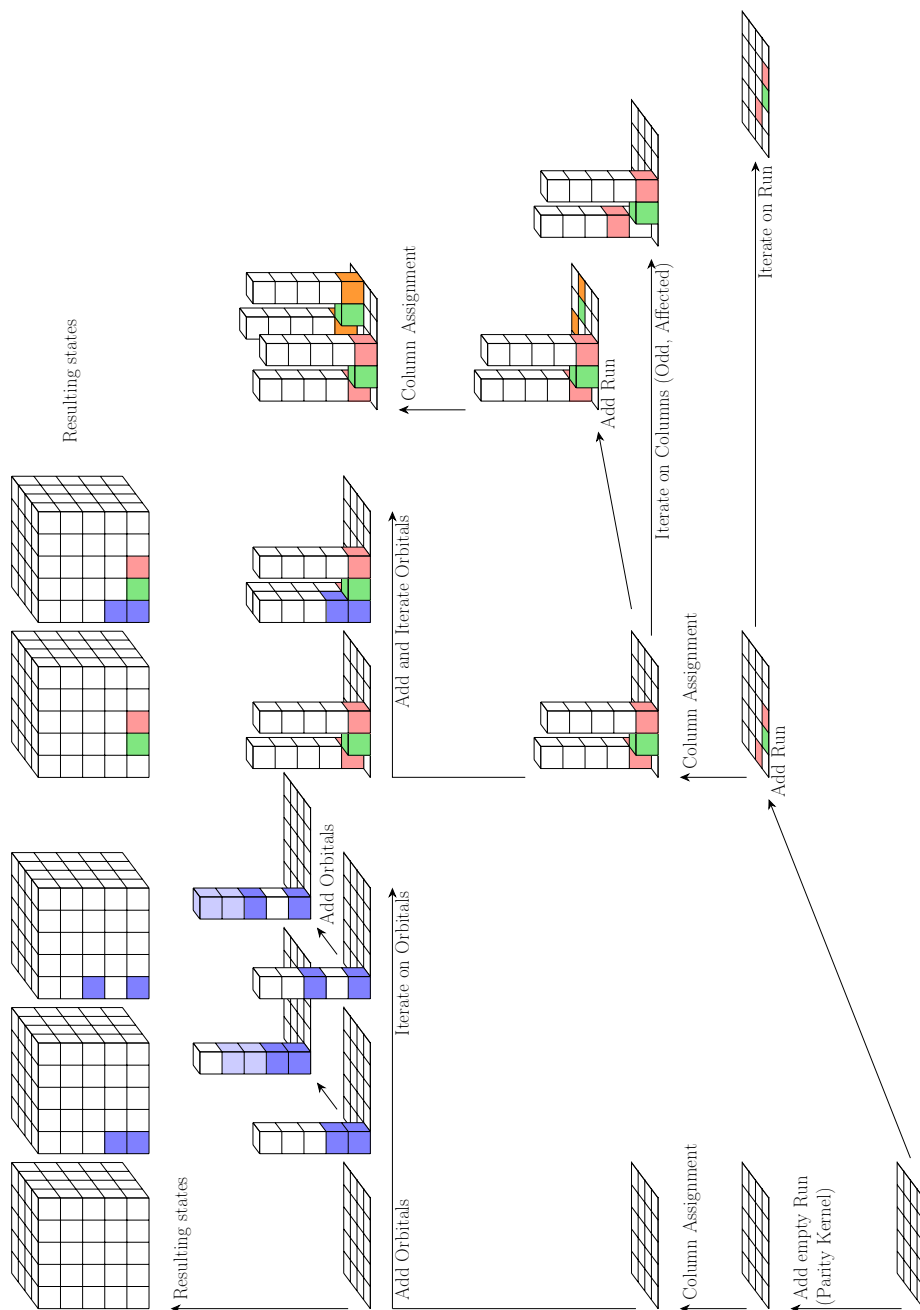 Resulting states
Column Assignment
Add Run
Iterate on Columns (Odd, Affected)
Iterate on Run
Add and Iterate Orbitals
Column Assignment
Add Run
Add Orbitals
Iterate on Orbitals
Resulting states
Add Orbitals
Column Assignment
Add empty Run
(Parity Kernel)